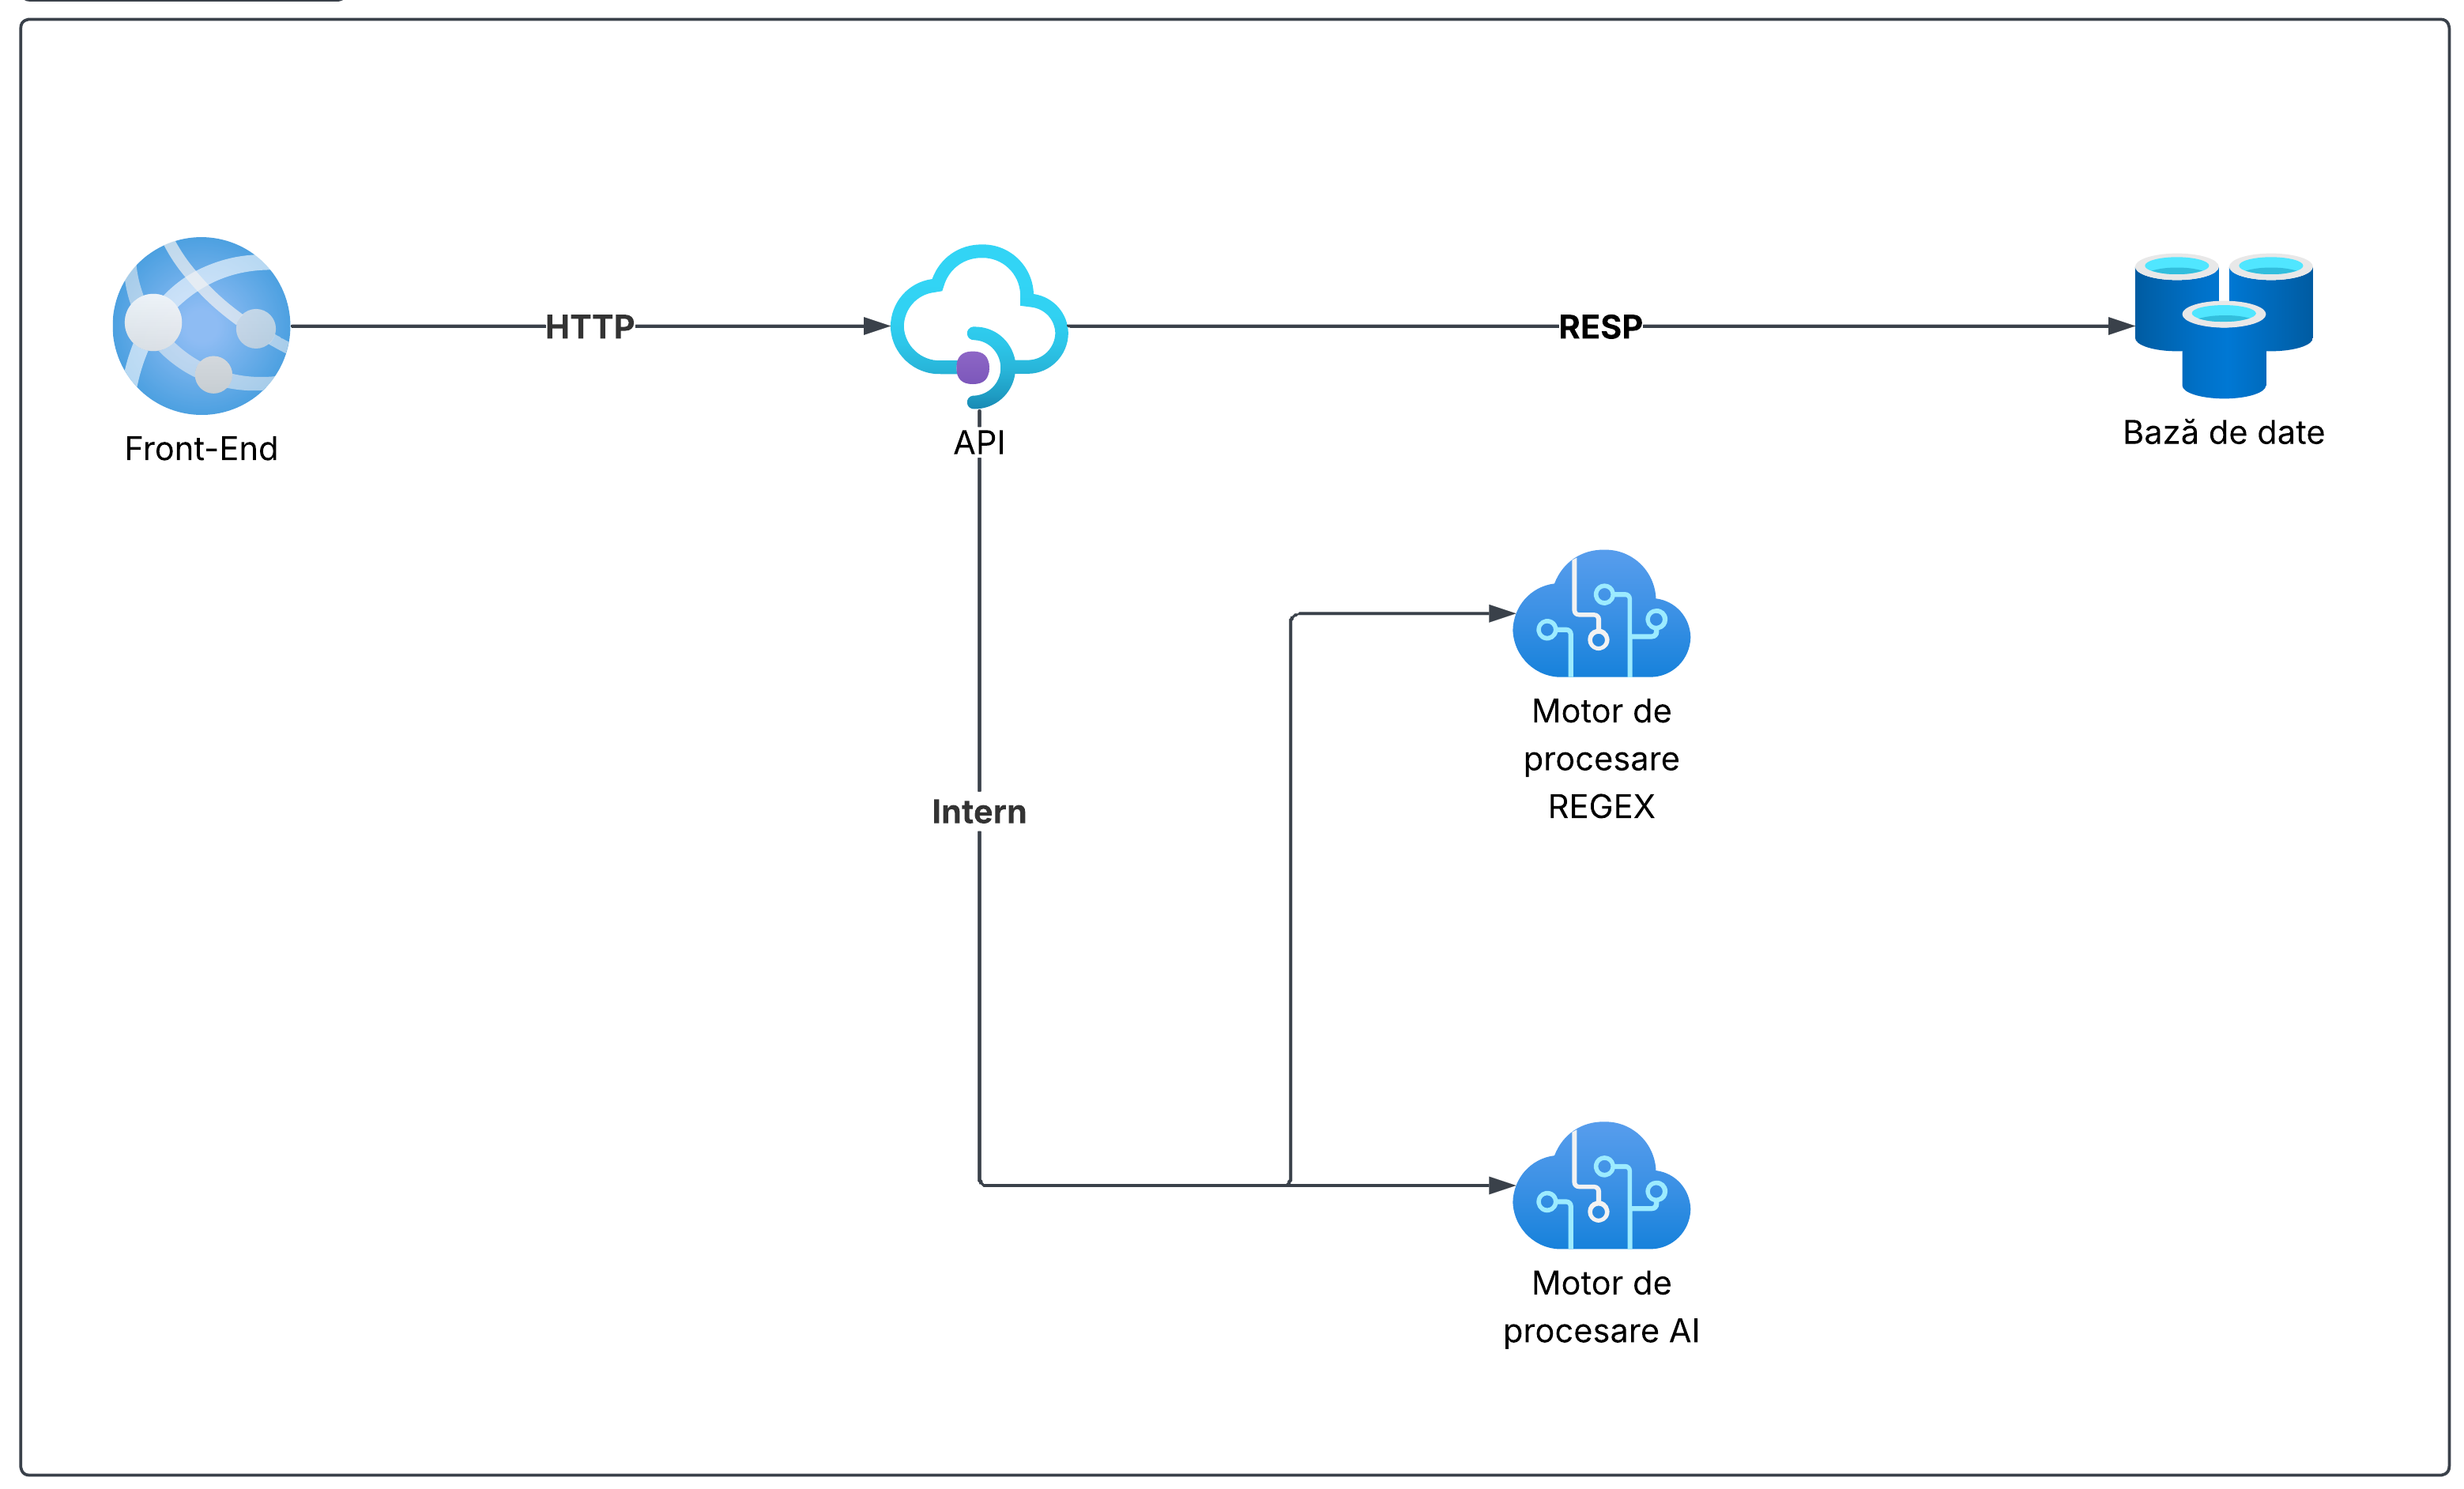 HTTP
RESP
Front-End
API
Bază de date
Motor de
procesare
REGEX
Intern
Motor de
procesare AI